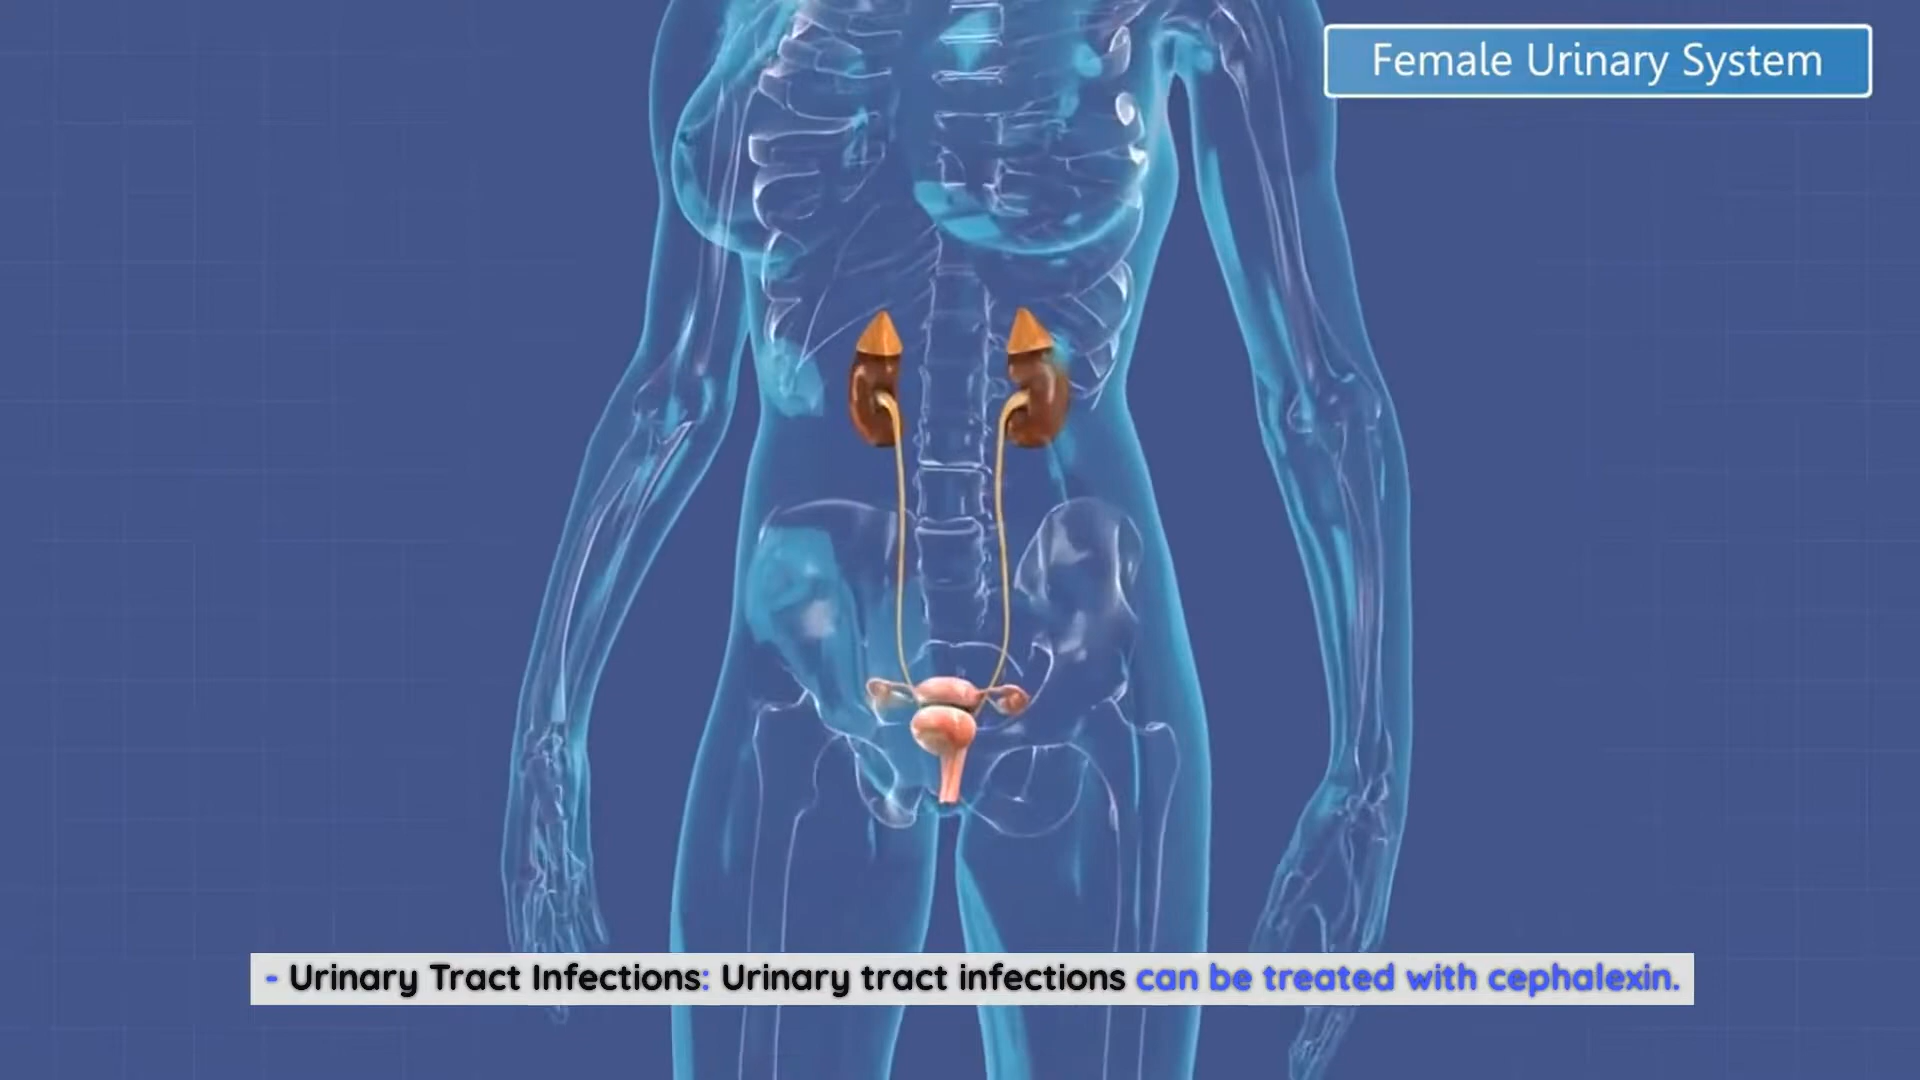 Female Urinary System
- Urinary Tract Infections: Urinary tract infections can be treated with cephalexin.